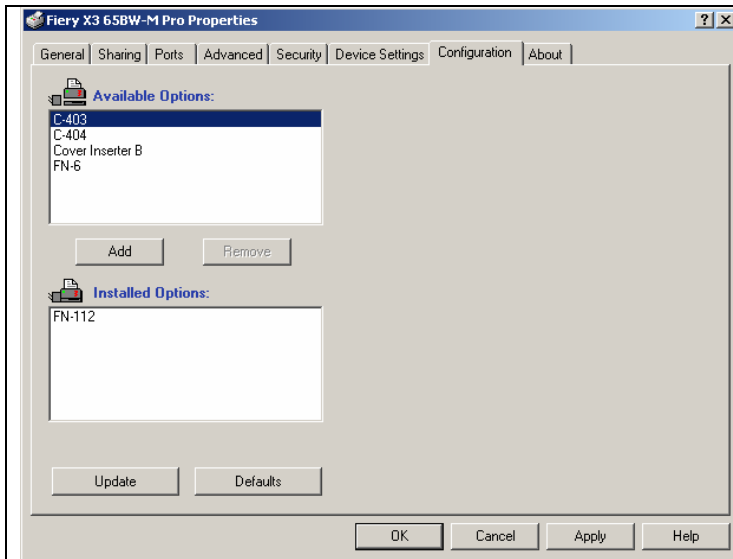 Fiery X3 65BW-M Pro Properties
General Sharing Ports Advanced Security Device Settings Configuration About
Available Options:
C-403
C-404
Cover Inserter B
FN-6
Add Remove
Installed Options:
FN-112
Update Defaults
OK Cancel Apply Help